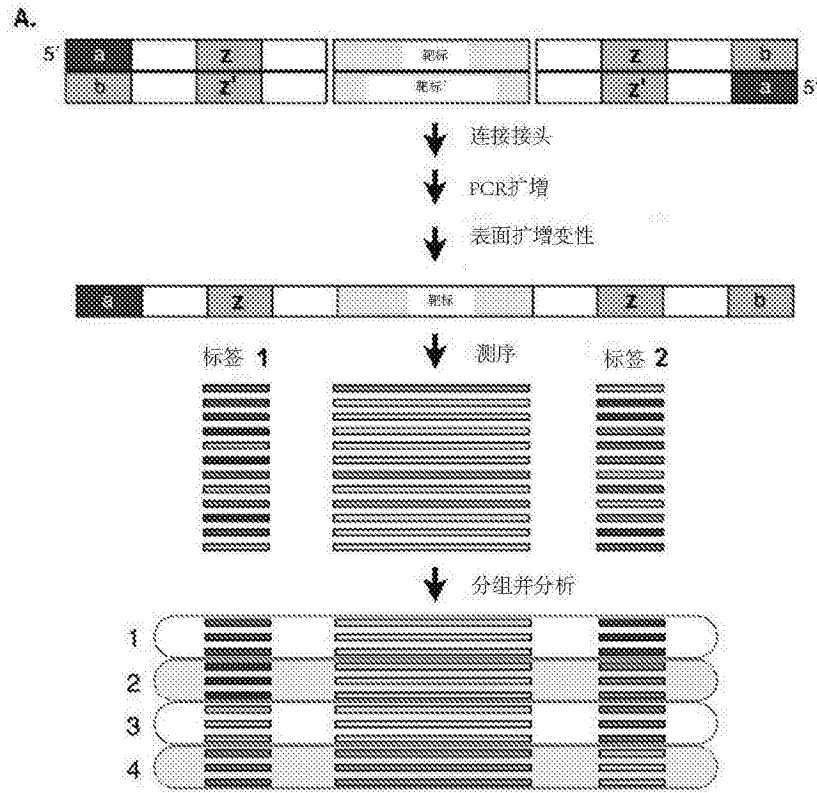 A.
5' a z 靶标 z b
b z' 靶标' z' a 5'
连接接头
PCR扩增
表面扩增变性
a z 靶标 z b
测序
标签 1 标签 2
分组并分析
1
2
3
4